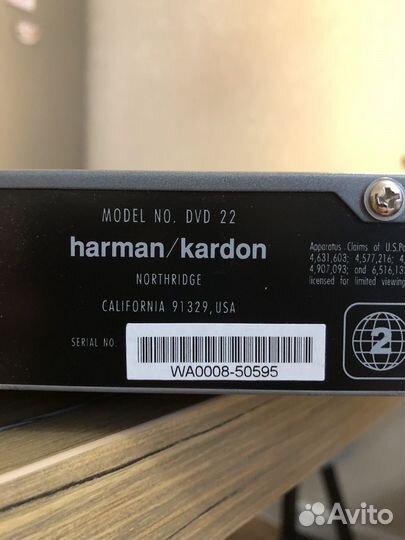 MODEL NO. DVD 22
harman/kardon
NORTHRIDGE
CALIFORNIA 91329, USA
SERIAL NO.
WA0008-50595
Apparatus Claims of U.S.
4,631,603; 4,577,216;
4,907,093; and 6,516,13
licensed for limited viewing
2
Avito